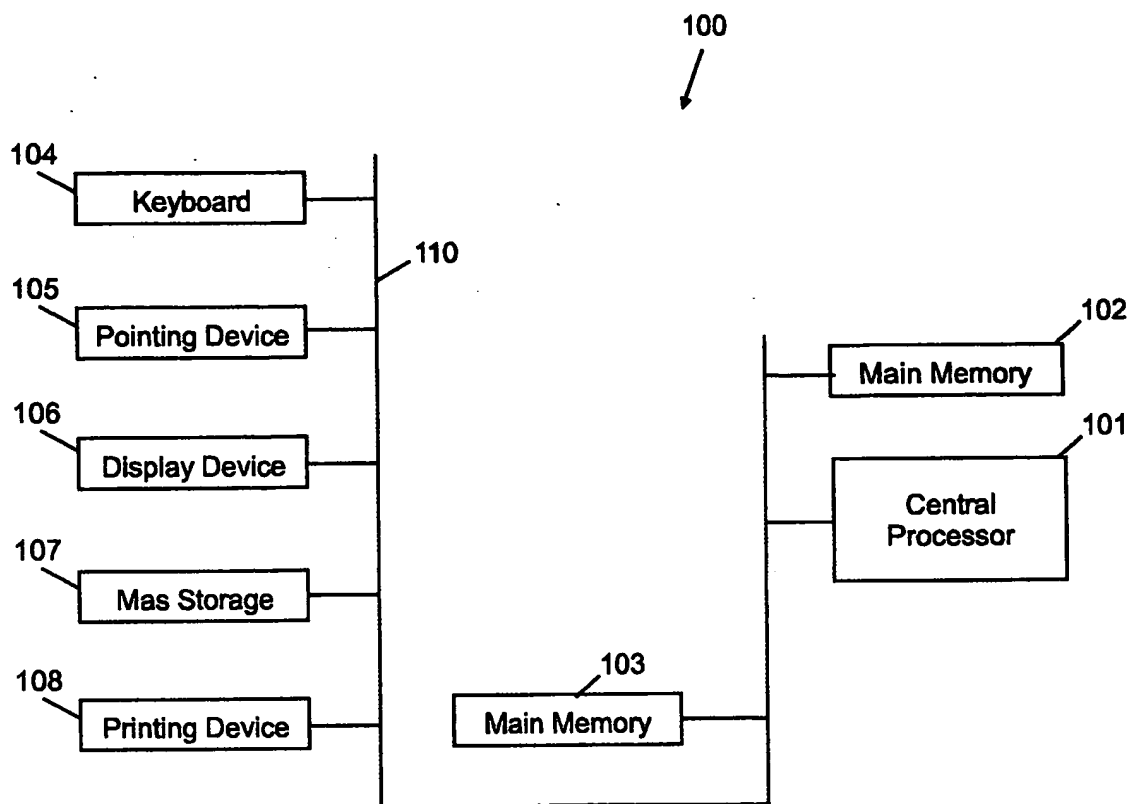 100
104
Keyboard
110
105
Pointing Device
102
Main Memory
106
Display Device
101
Central
Processor
107
Mas Storage
103
Main Memory
108
Printing Device